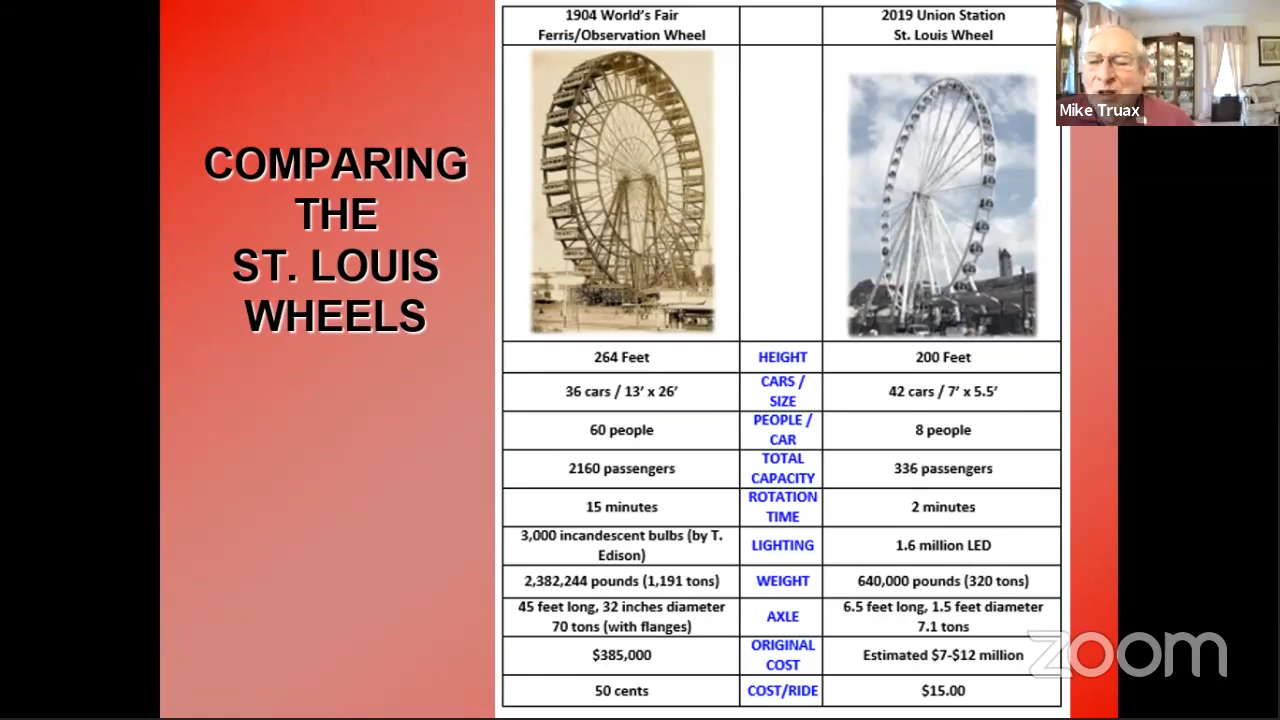 COMPARING
THE
ST. LOUIS
WHEELS
1904 World's Fair
Ferris/Observation Wheel
2019 Union Station
St. Louis Wheel
264 Feet
HEIGHT
200 Feet
36 cars / 13' x 26'
CARS /
SIZE
42 cars / 7' x 5.5'
60 people
PEOPLE /
CAR
8 people
2160 passengers
TOTAL
CAPACITY
336 passengers
15 minutes
ROTATION
TIME
2 minutes
3,000 incandescent bulbs (by T.
Edison)
LIGHTING
1.6 million LED
2,382,244 pounds (1,191 tons)
WEIGHT
640,000 pounds (320 tons)
45 feet long, 32 inches diameter
70 tons (with flanges)
AXLE
6.5 feet long, 1.5 feet diameter
7.1 tons
$385,000
ORIGINAL
COST
Estimated $7-$12 million
50 cents
COST/RIDE
$15.00
Mike Truax
zoom